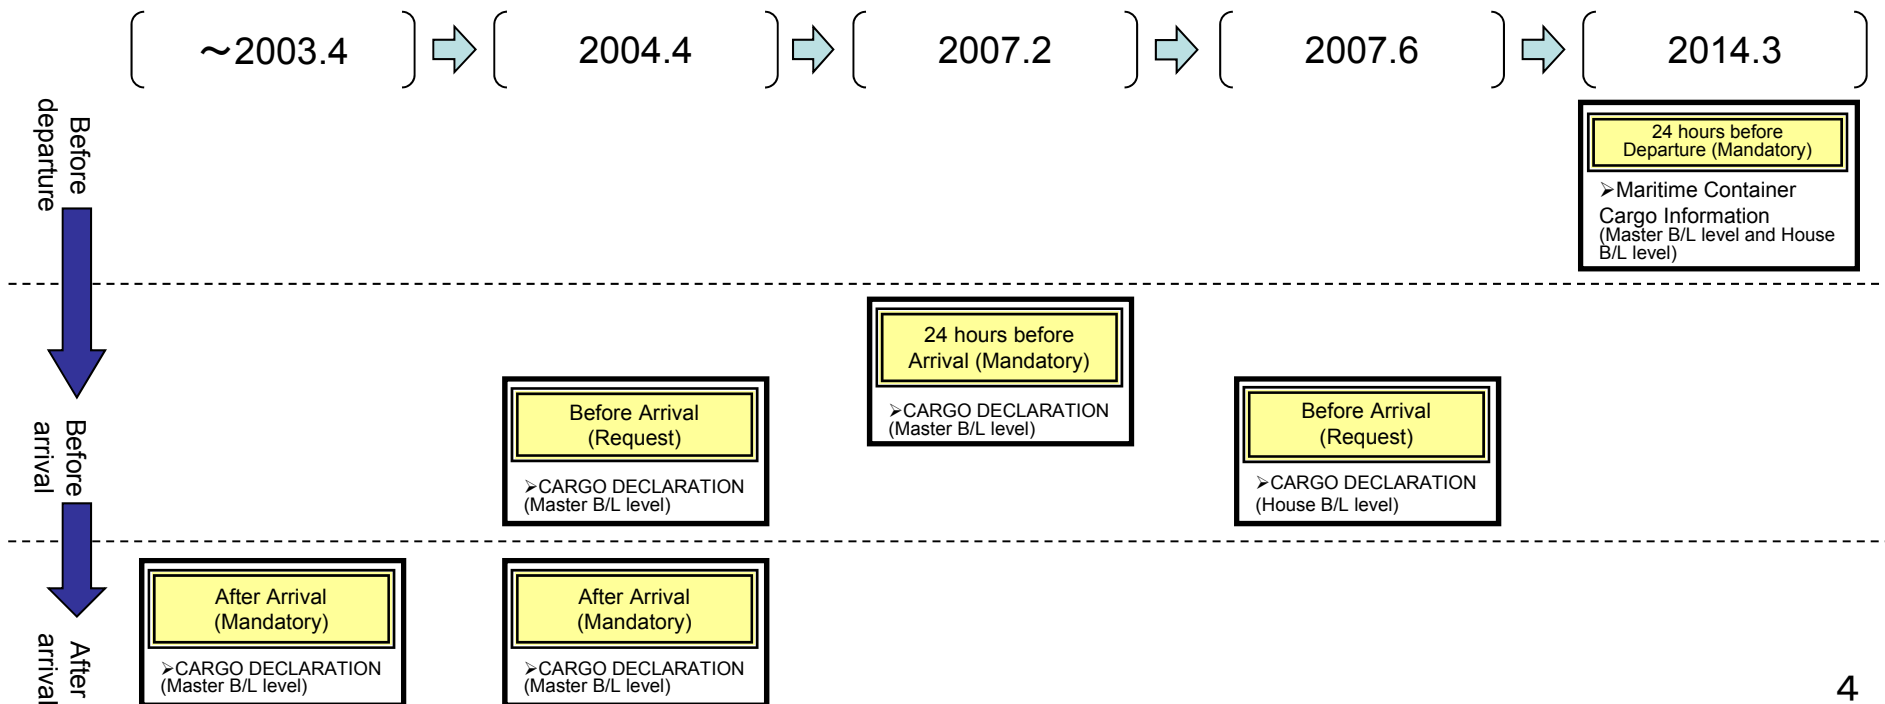 ~2003.4
2004.4
2007.2
2007.6
2014.3
Before
departure
24 hours before
Departure (Mandatory)
➢Maritime Container
Cargo Information
(Master B/L level and House
B/L level)
Before
arrival
Before Arrival
(Request)
➢CARGO DECLARATION
(Master B/L level)
24 hours before
Arrival (Mandatory)
➢CARGO DECLARATION
(Master B/L level)
Before Arrival
(Request)
➢CARGO DECLARATION
(House B/L level)
After
arrival
After Arrival
(Mandatory)
➢CARGO DECLARATION
(Master B/L level)
After Arrival
(Mandatory)
➢CARGO DECLARATION
(Master B/L level)
4